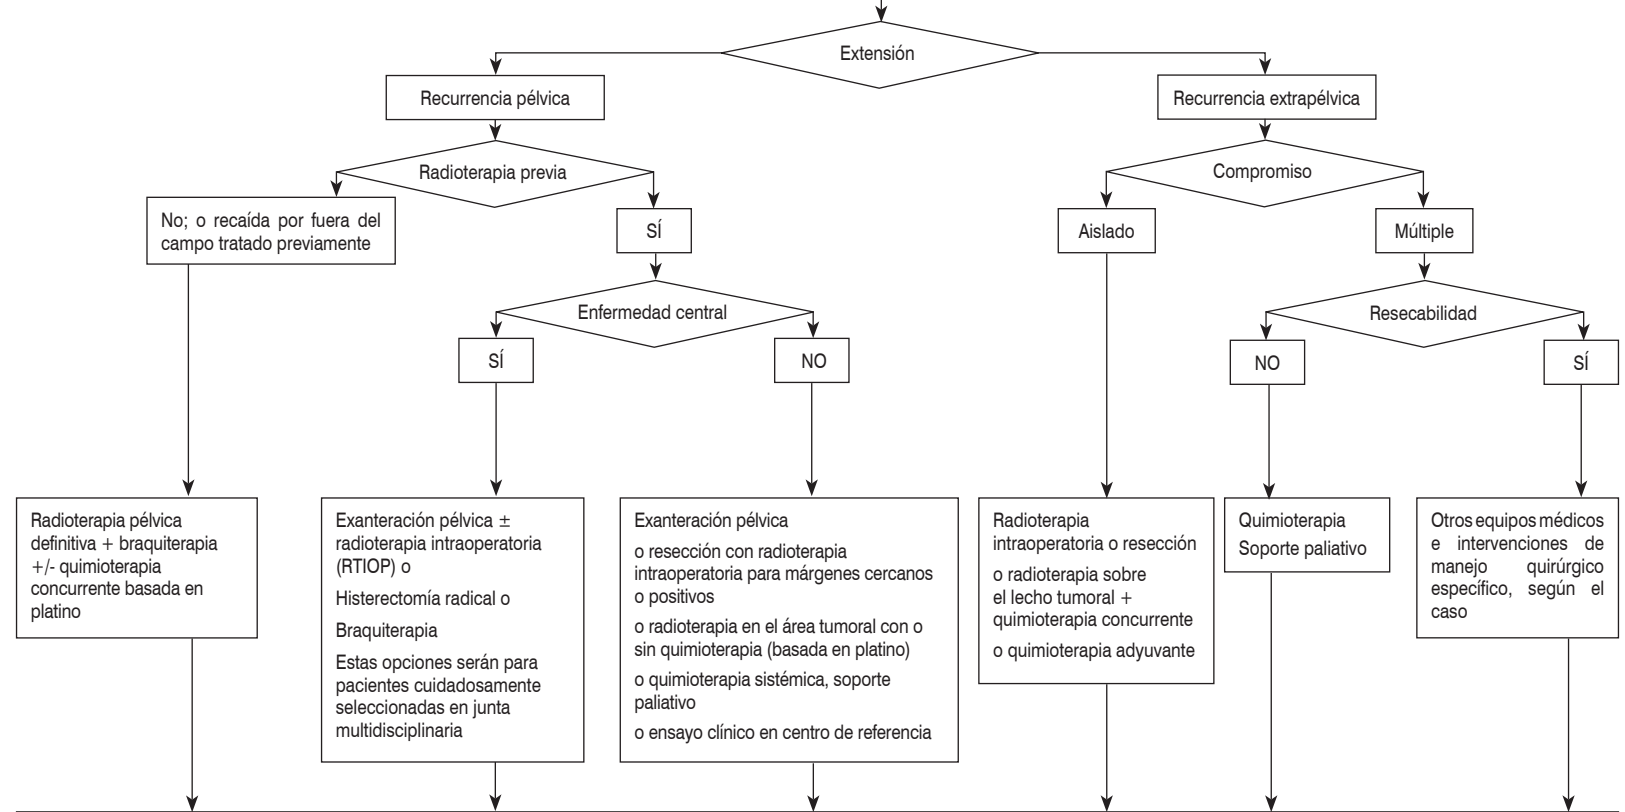 Extensión
Recurrencia pélvica
Recurrencia extrapélvica
Radioterapia previa
Compromiso
No; o recaída por fuera del
campo tratado previamente
SÍ
Aislado
Múltiple
Enfermedad central
Resecabilidad
SÍ
NO
NO
SÍ
Radioterapia pélvica
definitiva + braquiterapia
+/- quimioterapia
concurrente basada en
platino
Exanteración pélvica ±
radioterapia intraoperatoria
(RTIOP) o
Histerectomía radical o
Braquiterapia
Estas opciones serán para
pacientes cuidadosamente
seleccionadas en junta
multidisciplinaria
Exanteración pélvica
o resección con radioterapia
intraoperatoria para márgenes cercanos
o positivos
o radioterapia en el área tumoral con o
sin quimioterapia (basada en platino)
o quimioterapia sistémica, soporte
paliativo
o ensayo clínico en centro de referencia
Radioterapia
intraoperatoria o resección
o radioterapia sobre
el lecho tumoral +
quimioterapia concurrente
o quimioterapia adyuvante
Quimioterapia
Soporte paliativo
Otros equipos médicos
e intervenciones de
manejo quirúrgico
específico, según el
caso